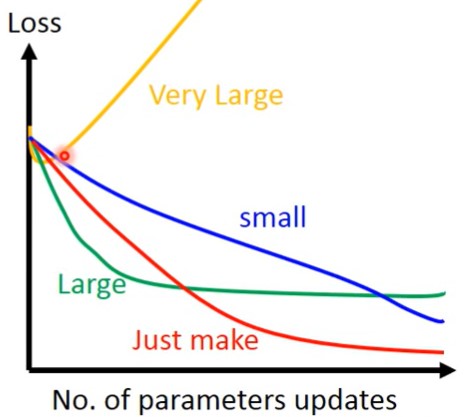 Loss
Very Large
small
Large
Just make
No. of parameters updates